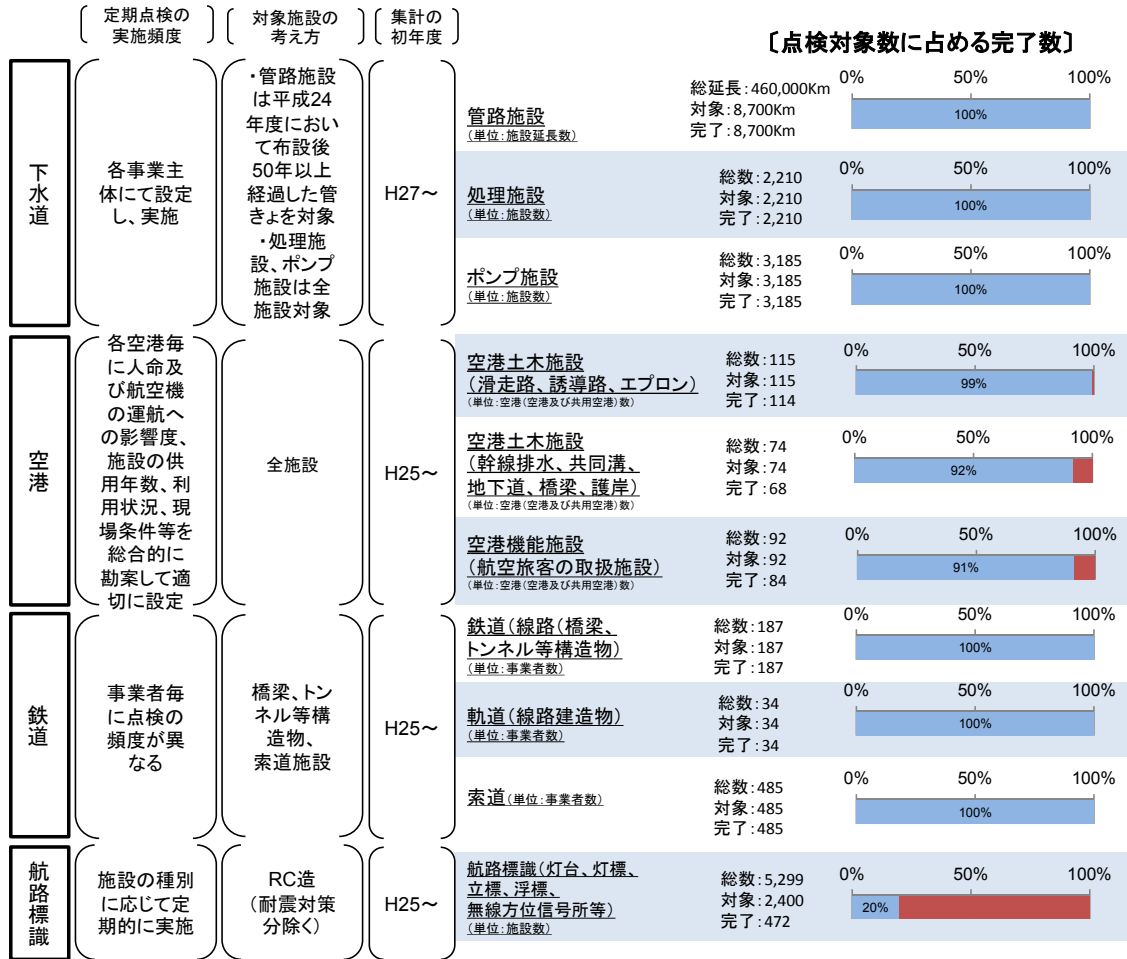 定期点検の
実施頻度
対象施設の
考え方
集計の
初年度
〔点検対象数に占める完了数〕
下水道
各事業主
体にて設定
し、実施
・管路施設
は平成24
年度におい
て布設後
50年以上
経過した管
きょを対象
・処理施
設、ポンプ
施設は全
施設対象
H27～
管路施設
(単位:施設延長数)
総延長:460,000Km
対象:8,700Km
完了:8,700Km
0% 50% 100%
100%
処理施設
(単位:施設数)
総数:2,210
対象:2,210
完了:2,210
0% 50% 100%
100%
ポンプ施設
(単位:施設数)
総数:3,185
対象:3,185
完了:3,185
0% 50% 100%
100%
空港
各空港毎
に人命及
び航空機
の運航へ
の影響度、
施設の供
用年数、利
用状況、現
場条件等を
総合的に
勘案して適
切に設定
全施設
H25～
空港土木施設
(滑走路、誘導路、エプロン)
(単位:空港(空港及び共用空港)数)
総数:115
対象:115
完了:114
0% 50% 100%
99%
空港土木施設
(幹線排水、共同溝、
地下道、橋梁、護岸)
(単位:空港(空港及び共用空港)数)
総数:74
対象:74
完了:68
0% 50% 100%
92%
空港機能施設
(航空旅客の取扱施設)
(単位:空港(空港及び共用空港)数)
総数:92
対象:92
完了:84
0% 50% 100%
91%
鉄道
事業者毎
に点検の
頻度が異
なる
橋梁、トン
ネル等構
造物、
索道施設
H25～
鉄道(線路(橋梁、
トンネル等構造物)
(単位:事業者数)
総数:187
対象:187
完了:187
0% 50% 100%
100%
軌道(線路建造物)
(単位:事業者数)
総数:34
対象:34
完了:34
0% 50% 100%
100%
索道(単位:事業者数)
総数:485
対象:485
完了:485
0% 50% 100%
100%
航路標識
施設の種別
に応じて定
期的に実施
RC造
(耐震対策
分除く)
H25～
航路標識(灯台、灯標、
立標、浮標、
無線方位信号所等)
(単位:施設数)
総数:5,299
対象:2,400
完了:472
0% 50% 100%
20%